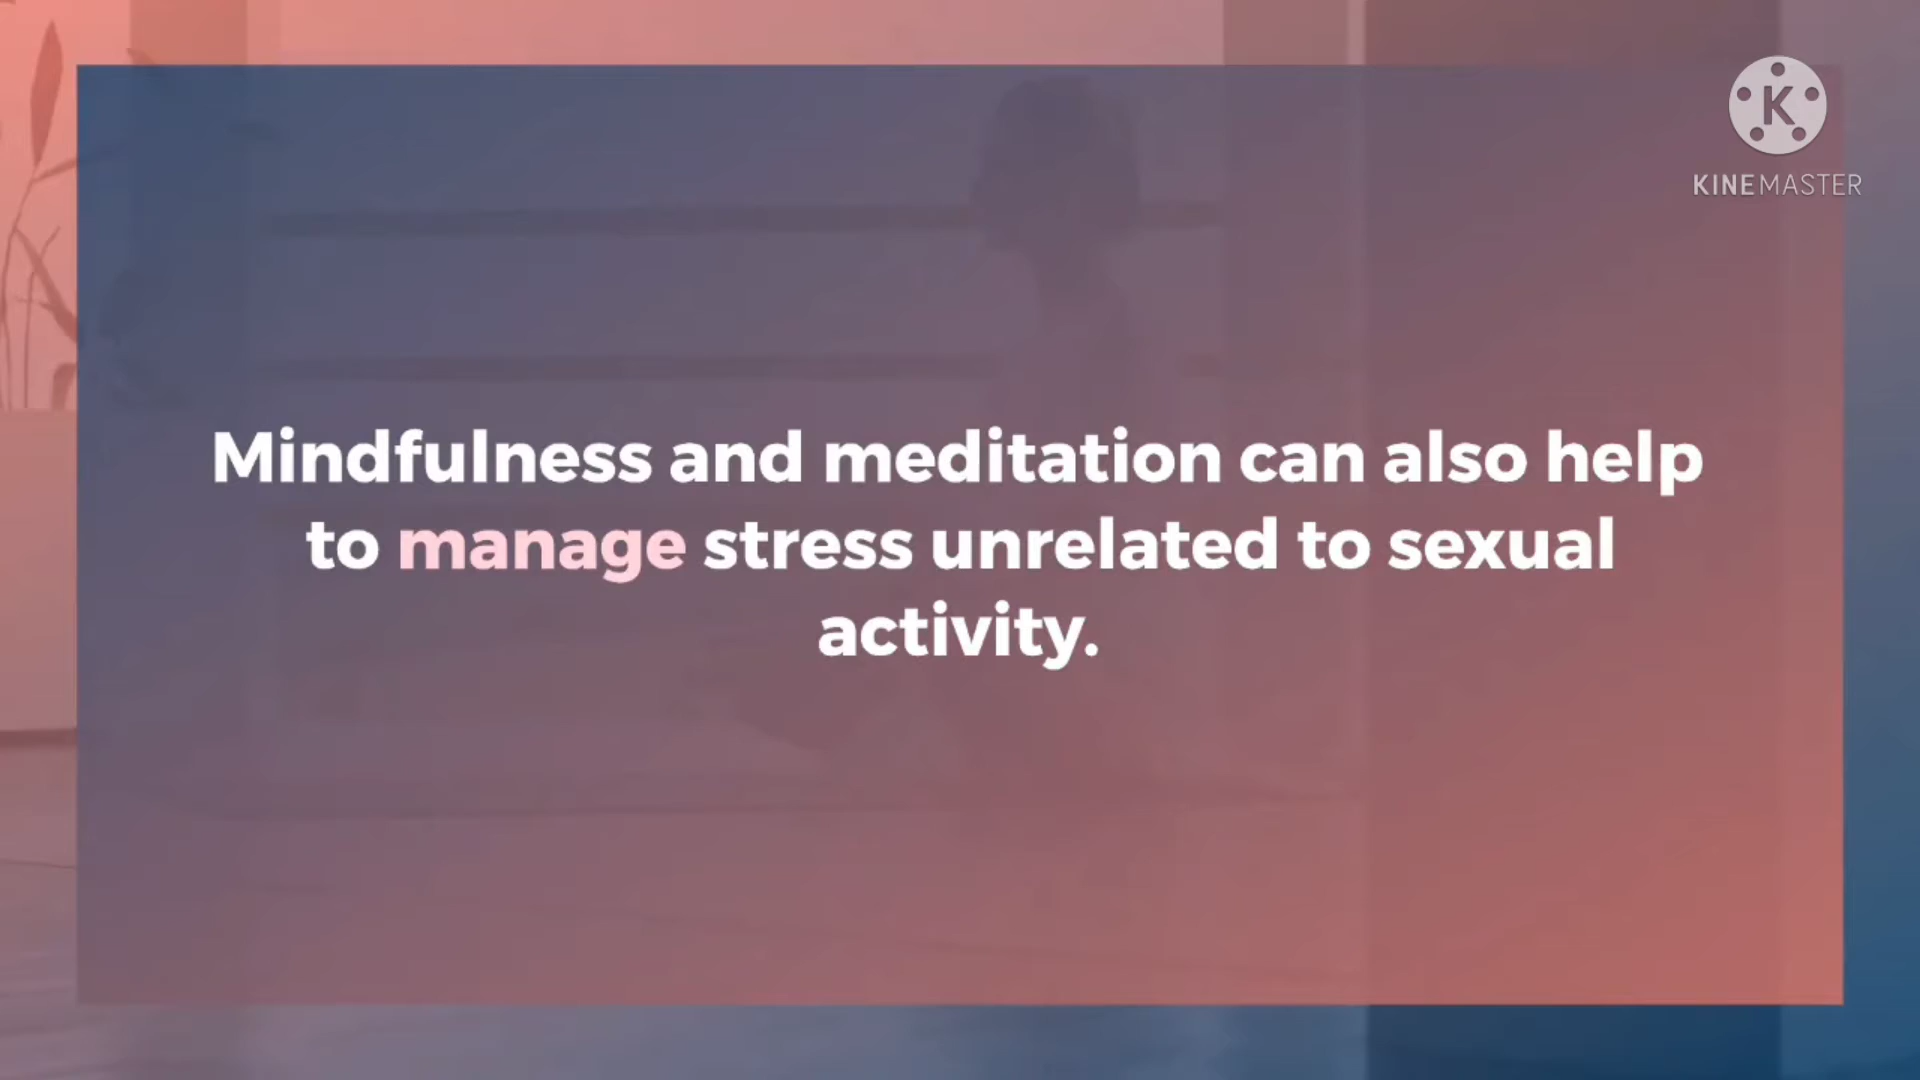 K
KINEMASTER
Mindfulness and meditation can also help
to manage stress unrelated to sexual
activity.